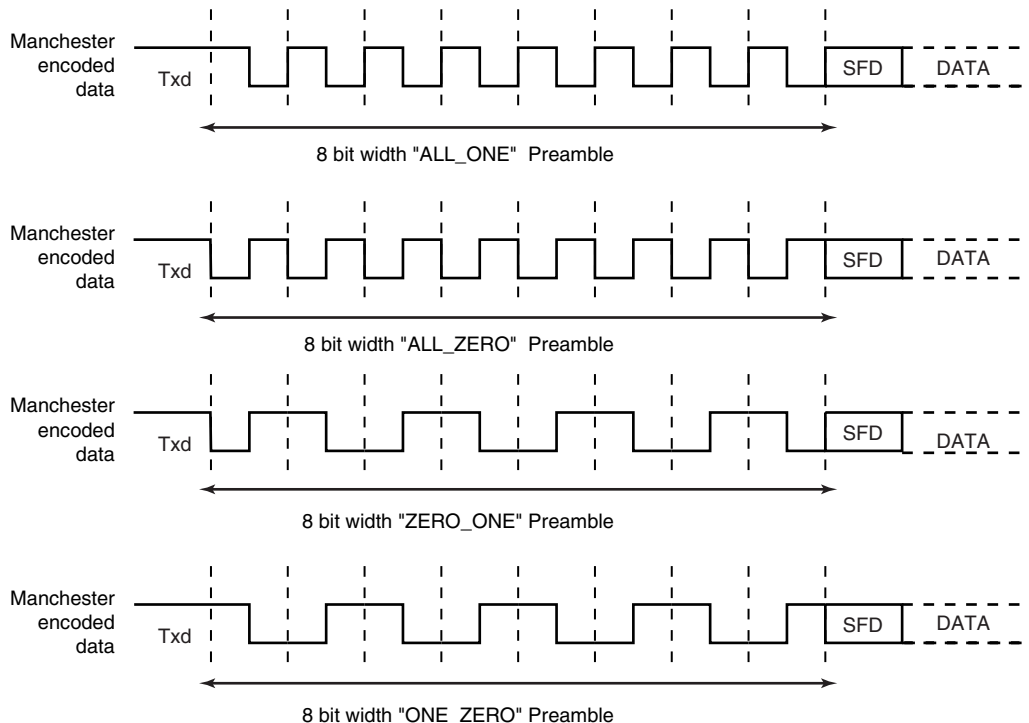 Manchester
encoded
data
Txd
SFD
DATA
8 bit width "ALL_ONE" Preamble
Manchester
encoded
data
Txd
SFD
DATA
8 bit width "ALL_ZERO" Preamble
Manchester
encoded
data
Txd
SFD
DATA
8 bit width "ZERO_ONE" Preamble
Manchester
encoded
data
Txd
SFD
DATA
8 bit width "ONE_ZERO" Preamble